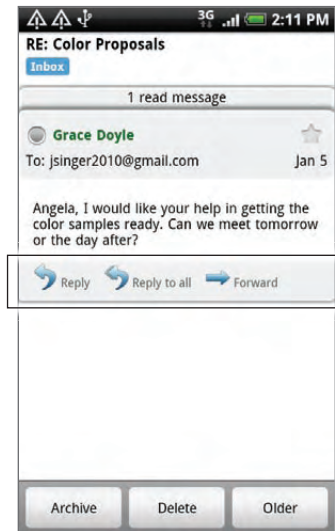 3G 2:11 PM
RE: Color Proposals
Inbox
1 read message
Grace Doyle
To: jsinger2010@gmail.com Jan 5
Angela, I would like your help in getting the
color samples ready. Can we meet tomorrow
or the day after?
Reply Reply to all Forward
Archive Delete Older